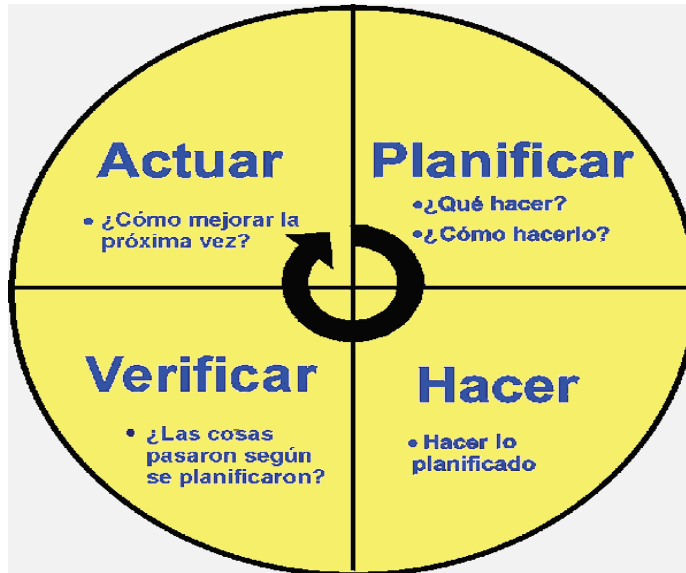 Actuar
• ¿Cómo mejorar la
próxima vez?
Planificar
•¿Qué hacer?
•¿Cómo hacerlo?
Verificar
• ¿Las cosas
pasaron según
se planificaron?
Hacer
• Hacer lo
planificado